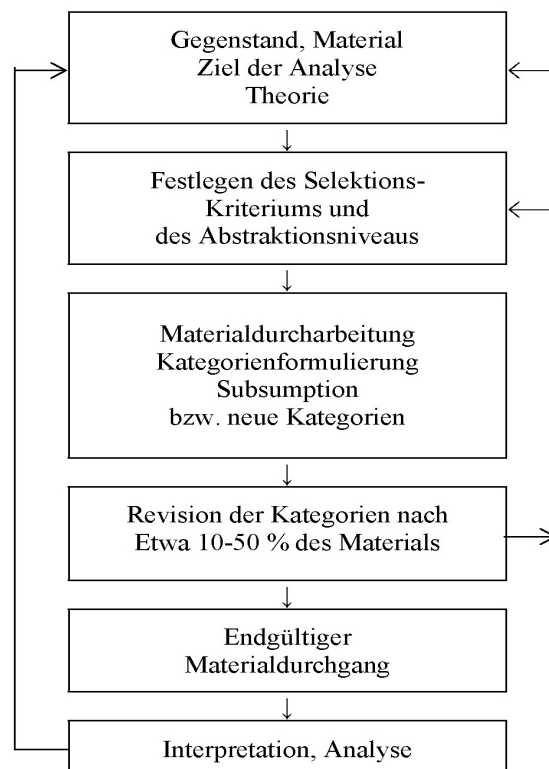 Gegenstand, Material
Ziel der Analyse
Theorie
Festlegen des Selektions-
Kriteriums und
des Abstraktionsniveaus
Materialdurcharbeitung
Kategorienformulierung
Subsumption
bzw. neue Kategorien
Revision der Kategorien nach
Etwa 10-50 % des Materials
Endgültiger
Materialdurchgang
Interpretation, Analyse